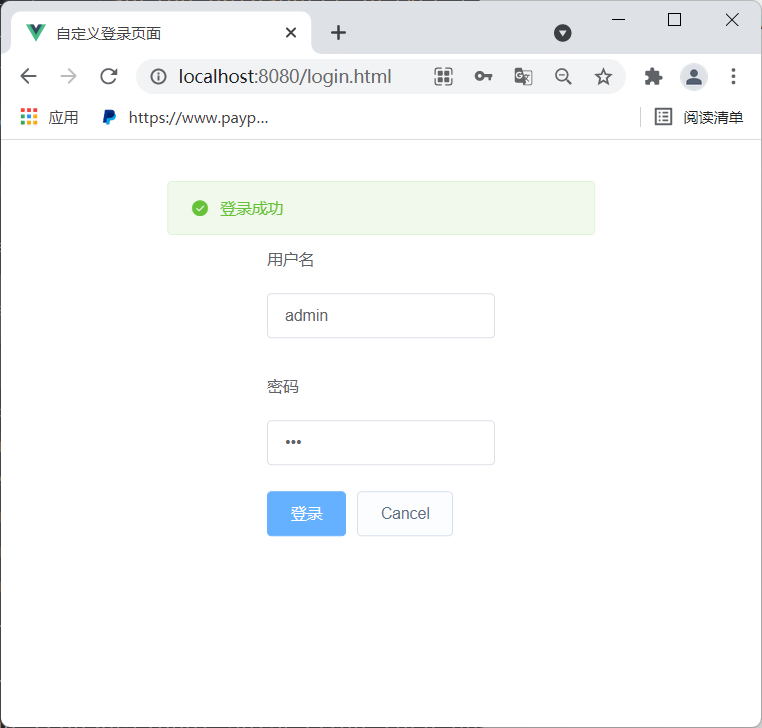 自定义登录页面
localhost:8080/login.html
应用
https://www.payp...
阅读清单
登录成功
用户名
admin
密码
•••
登录 Cancel